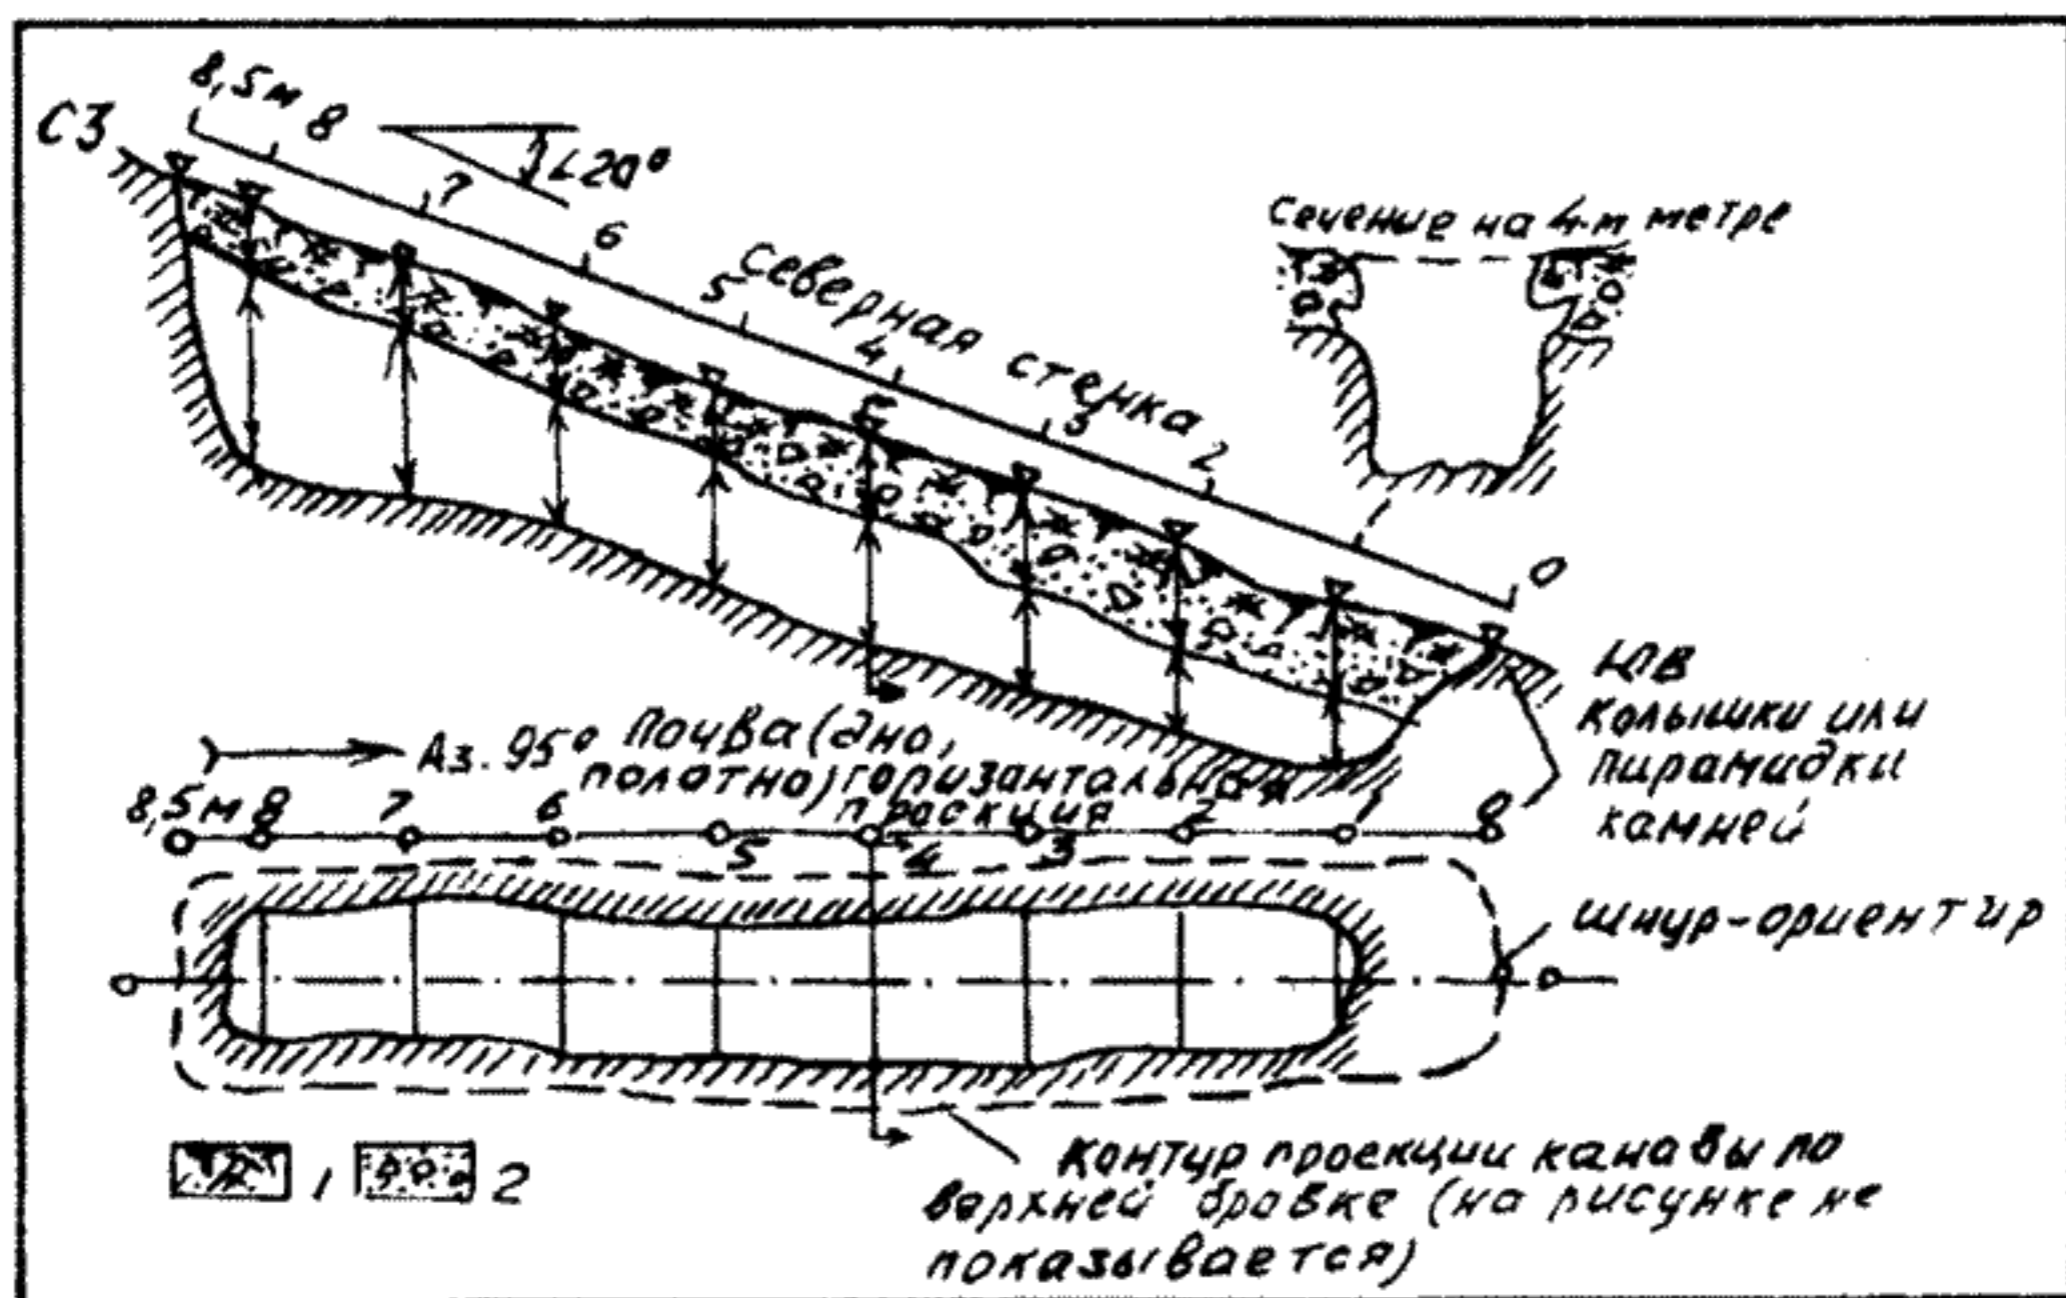 СЗ
8,5м 8
∠20°
7
6
5
Северная стенка
4
3
2
0
Сечение на 4-м метре
ЮВ
Колышки или
пирамидки
камней
Аз. 95°
Почва (дно,
полотно) горизантальная
проекция
8,5м 8 7 6 5 4 3 2 1 0
шнур-ориентир
1 2
Контур проекции канавы по
верхней бровке (на рисунке не
показывается)